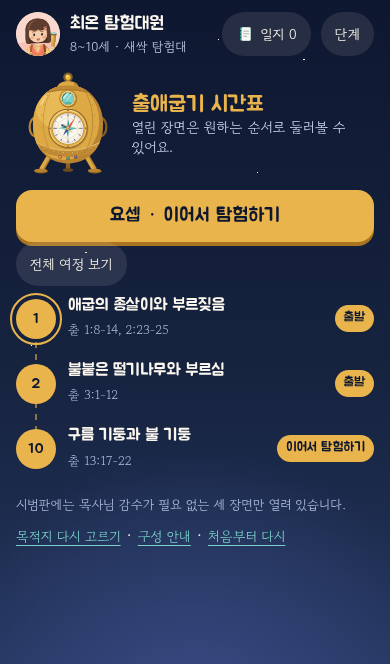 최온 탐험대원
8~10세 · 새싹 탐험대
일지 0
단계
출애굽기 시간표
열린 장면은 원하는 순서로 둘러볼 수
있어요.
요셉 · 이어서 탐험하기
전체 여정 보기
1
애굽의 종살이와 부르짖음
출 1:8-14, 2:23-25
출발
2
불붙은 떨기나무와 부르심
출 3:1-12
출발
10
구름 기둥과 불 기둥
출 13:17-22
이어서 탐험하기
시범판에는 목사님 감수가 필요 없는 세 장면만 열려 있습니다.
목적지 다시 고르기 · 구성 안내 · 처음부터 다시